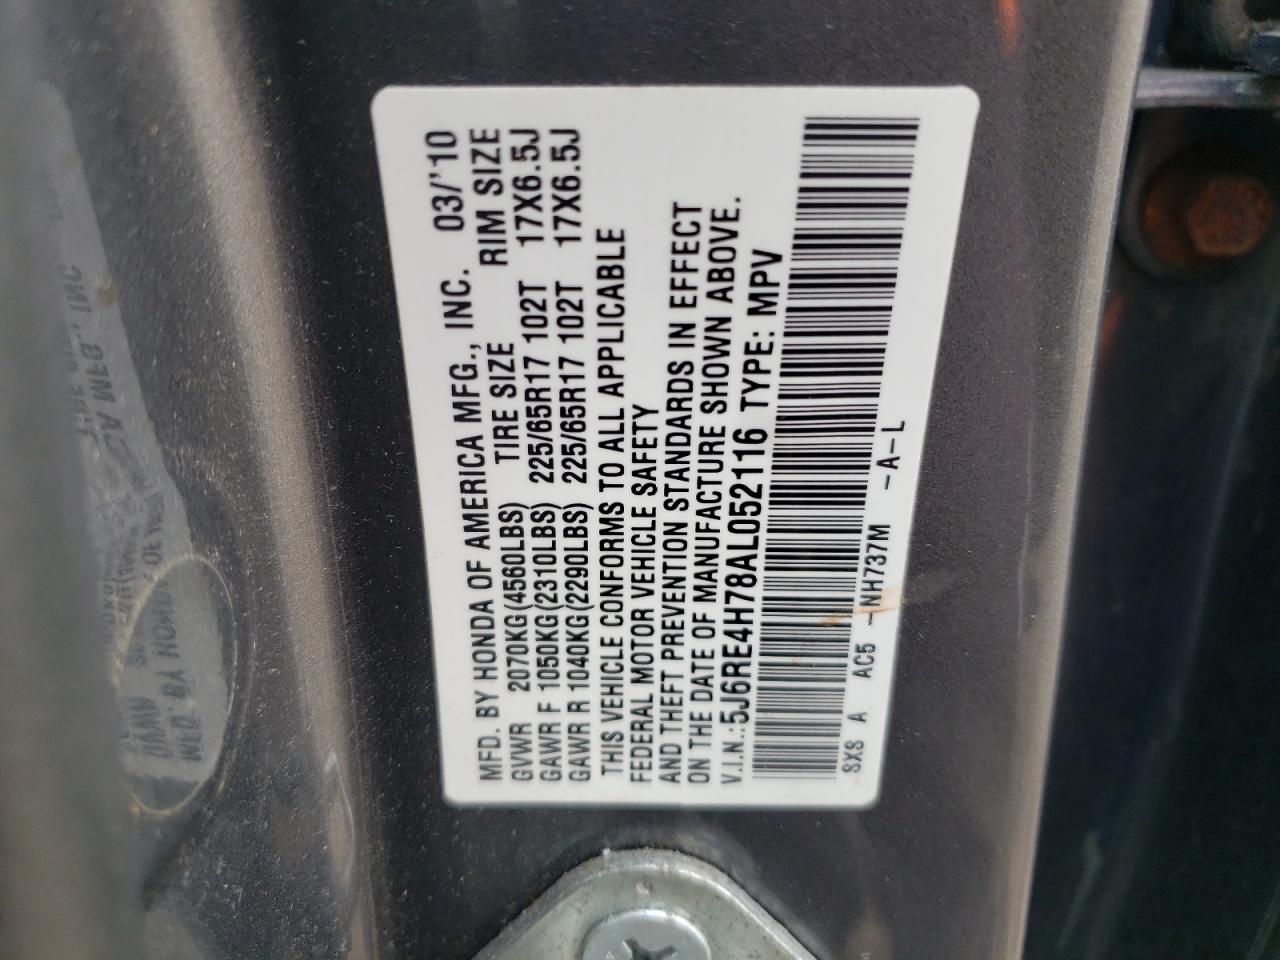 MFD. BY HONDA OF AMERICA MFG., INC. 03/'10
TIRE SIZE RIM SIZE
GVWR 2070KG(4560LBS)
GAWR F 1050KG(2310LBS) 225/65R17 102T 17X6.5J
GAWR R 1040KG(2290LBS) 225/65R17 102T 17X6.5J
THIS VEHICLE CONFORMS TO ALL APPLICABLE
FEDERAL MOTOR VEHICLE SAFETY
AND THEFT PREVENTION STANDARDS IN EFFECT
ON THE DATE OF MANUFACTURE SHOWN ABOVE.
V.I.N.:5J6RE4H78AL052116 TYPE: MPV
SXS A AC5 -NH737M -A-L